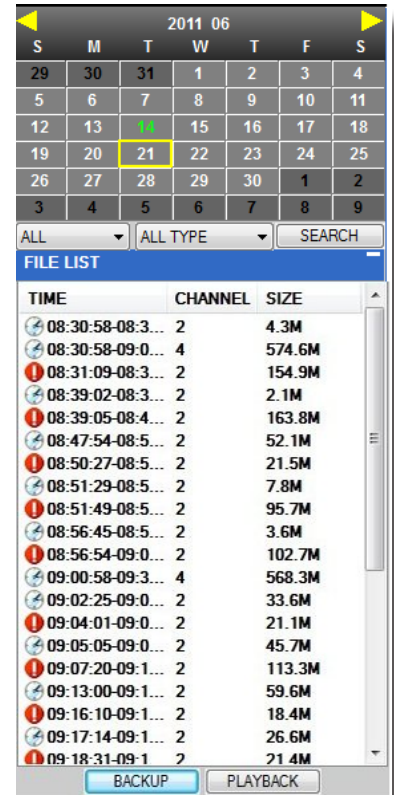 2011 06
S M T W T F S
29 30 31 1 2 3 4
5 6 7 8 9 10 11
12 13 14 15 16 17 18
19 20 21 22 23 24 25
26 27 28 29 30 1 2
3 4 5 6 7 8 9
ALL ALL TYPE SEARCH
FILE LIST
TIME CHANNEL SIZE
08:30:58-08:3... 2 4.3M
08:30:58-09:0... 4 574.6M
08:31:09-08:3... 2 154.9M
08:39:02-08:3... 2 2.1M
08:39:05-08:4... 2 163.8M
08:47:54-08:5... 2 52.1M
08:50:27-08:5... 2 21.5M
08:51:29-08:5... 2 7.8M
08:51:49-08:5... 2 95.7M
08:56:45-08:5... 2 3.6M
08:56:54-09:0... 2 102.7M
09:00:58-09:3... 4 568.3M
09:02:25-09:0... 2 33.6M
09:04:01-09:0... 2 21.1M
09:05:05-09:0... 2 45.7M
09:07:20-09:1... 2 113.3M
09:13:00-09:1... 2 59.6M
09:16:10-09:1... 2 18.4M
09:17:14-09:1... 2 26.6M
09:18:31-09:1... 2 21.4M
BACKUP PLAYBACK